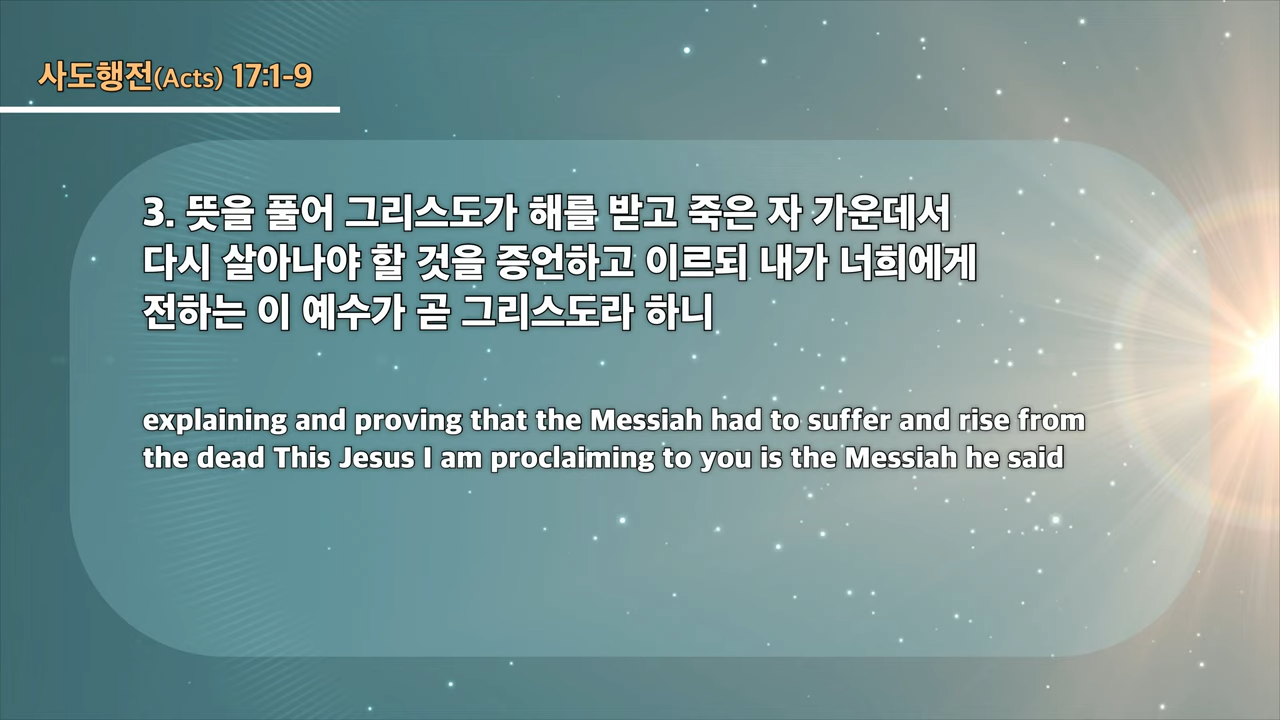 사도행전(Acts) 17:1-9
3. 뜻을 풀어 그리스도가 해를 받고 죽은 자 가운데서
다시 살아나야 할 것을 증언하고 이르되 내가 너희에게
전하는 이 예수가 곧 그리스도라 하니
explaining and proving that the Messiah had to suffer and rise from
the dead This Jesus I am proclaiming to you is the Messiah he said